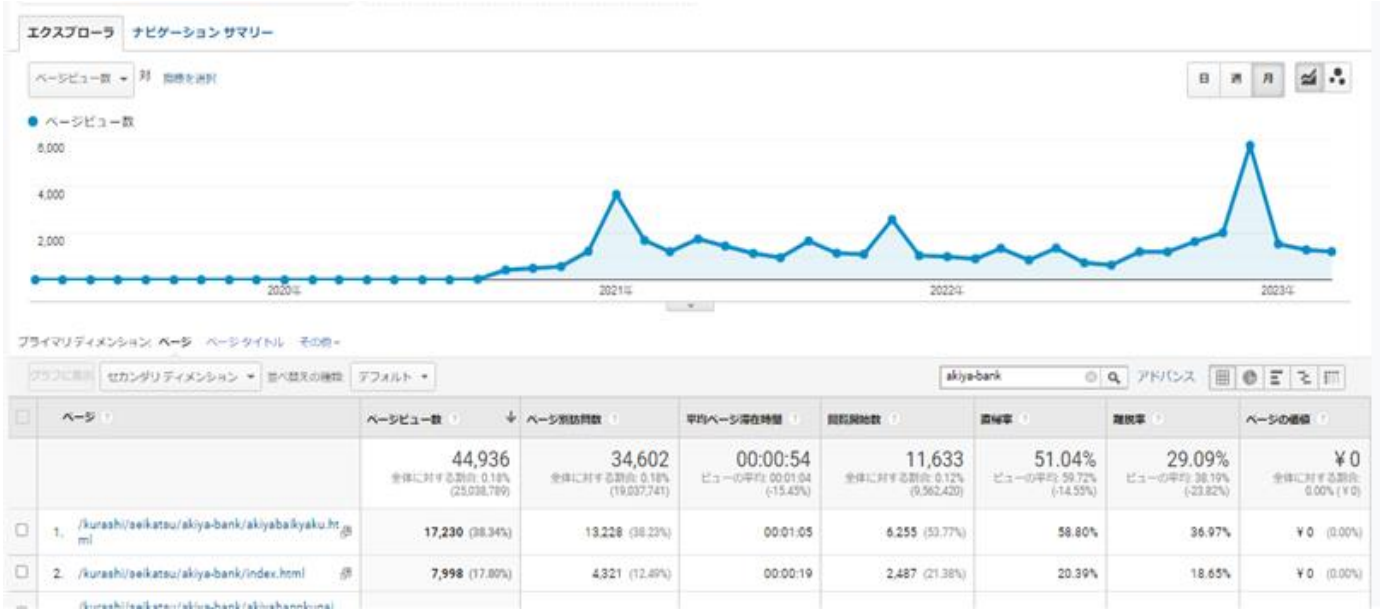 エクスプローラ ナビゲーション サマリー
ページビュー数 対 指標を選択 日 週 月
ページビュー数
6,000
4,000
2,000
2020年 2021年 2022年 2023年
プライマリ ディメンション: ページ ページ タイトル その他
グラフに表示 セカンダリ ディメンション 並べ替えの種類: デフォルト akiya-bank アドバンス
ページ ページビュー数 ページ別訪問数 平均ページ滞在時間 閲覧開始数 直帰率 離脱率 ページの価値
44,936 34,602 00:00:54 11,633 51.04% 29.09% ¥0
全体に対する割合: 0.18% 全体に対する割合: 0.18% ビューの平均: 00:01:04 全体に対する割合: 0.12% ビューの平均: 59.72% ビューの平均: 38.19% 全体に対する割合:
(25,038,789) (19,037,741) (-15.45%) (9,562,420) (-14.55%) (-23.82%) 0.00% (¥0)
1. /kurashi/seikatsu/akiya-bank/akiyabaikyaku.ht
ml 17,230 (38.34%) 13,228 (38.23%) 00:01:05 6,255 (53.77%) 58.80% 36.97% ¥0 (0.00%)
2. /kurashi/seikatsu/akiya-bank/index.html 7,998 (17.80%) 4,321 (12.49%) 00:00:19 2,487 (21.38%) 20.39% 18.65% ¥0 (0.00%)